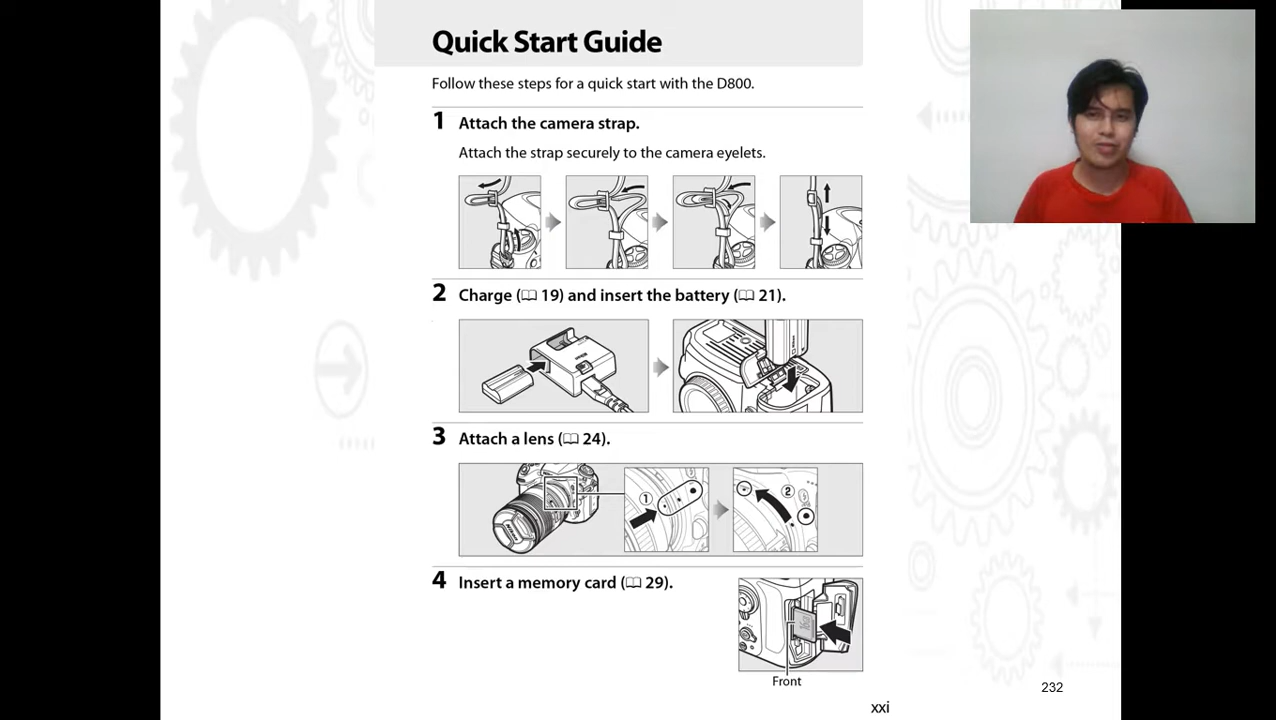 Quick Start Guide
Follow these steps for a quick start with the D800.
1 Attach the camera strap.
Attach the strap securely to the camera eyelets.
2 Charge (🕮 19) and insert the battery (🕮 21).
3 Attach a lens (🕮 24).
① ②
4 Insert a memory card (🕮 29).
Front
232
xxi